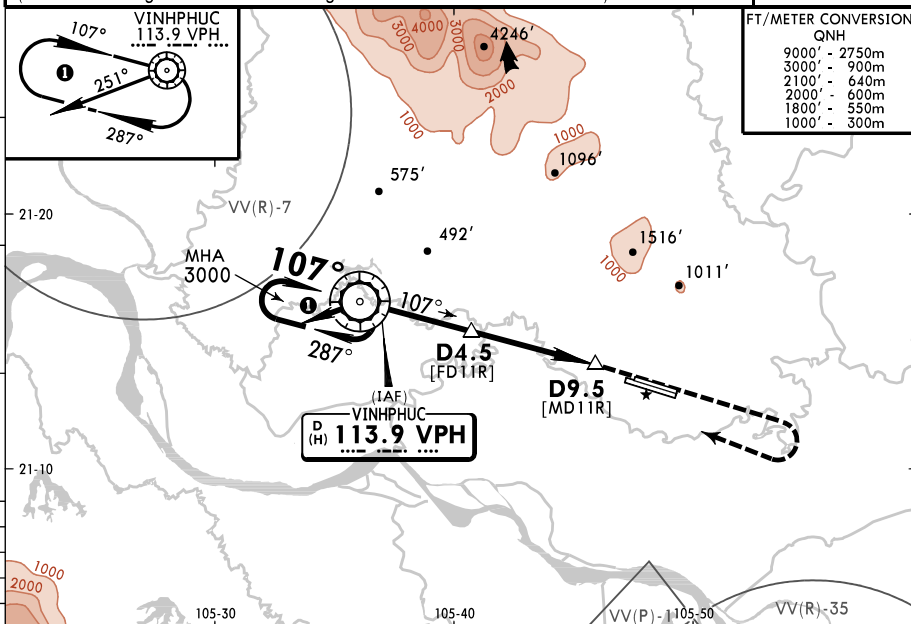 VINHPHUC
113.9 VPH
107°
1
251°
287°
FT/METER CONVERSION
QNH
9000' - 2750m
3000' - 900m
2100' - 640m
2000' - 600m
1800' - 550m
1000' - 300m
3000
4000
3000
4246'
2000
1000
1000
1096'
575'
VV(R)-7
21-20
492'
1516'
1000
1011'
MHA
3000
107°
1
107°
287°
D4.5
[FD11R]
D9.5
[MD11R]
(IAF)
VINHPHUC
D
(H) 113.9 VPH
21-10
1000
2000
105-30
105-40
VV(P)-1
105-50
VV(R)-35